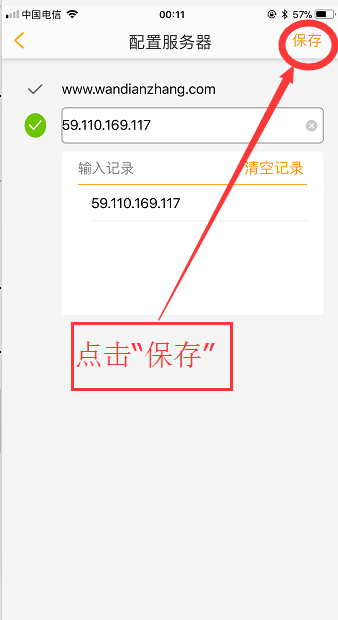 中国电信 00:11 57%
配置服务器 保存
www.wandianzhang.com
59.110.169.117
输入记录 清空记录
59.110.169.117
点击“保存”